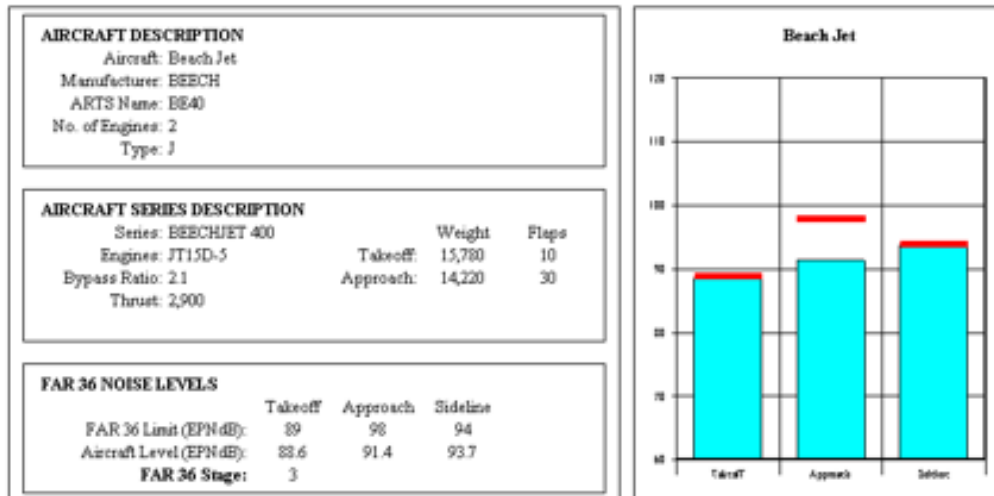 AIRCRAFT DESCRIPTION
Aircraft: Beach Jet
Manufacturer: BEECH
ARTS Name: BE40
No. of Engines: 2
Type: J
AIRCRAFT SERIES DESCRIPTION
Series: BEECHJET 400 Weight Flaps
Engines: JT15D-5 Takeoff: 15,780 10
Bypass Ratio: 2.1 Approach: 14,220 30
Thrust: 2,900
FAR 36 NOISE LEVELS
Takeoff Approach Sideline
FAR 36 Limit (EPNdB): 89 98 94
Aircraft Level (EPNdB): 88.6 91.4 93.7
FAR 36 Stage: 3
Beach Jet
120
110
100
90
80
70
60
Takeoff Approach Sideline